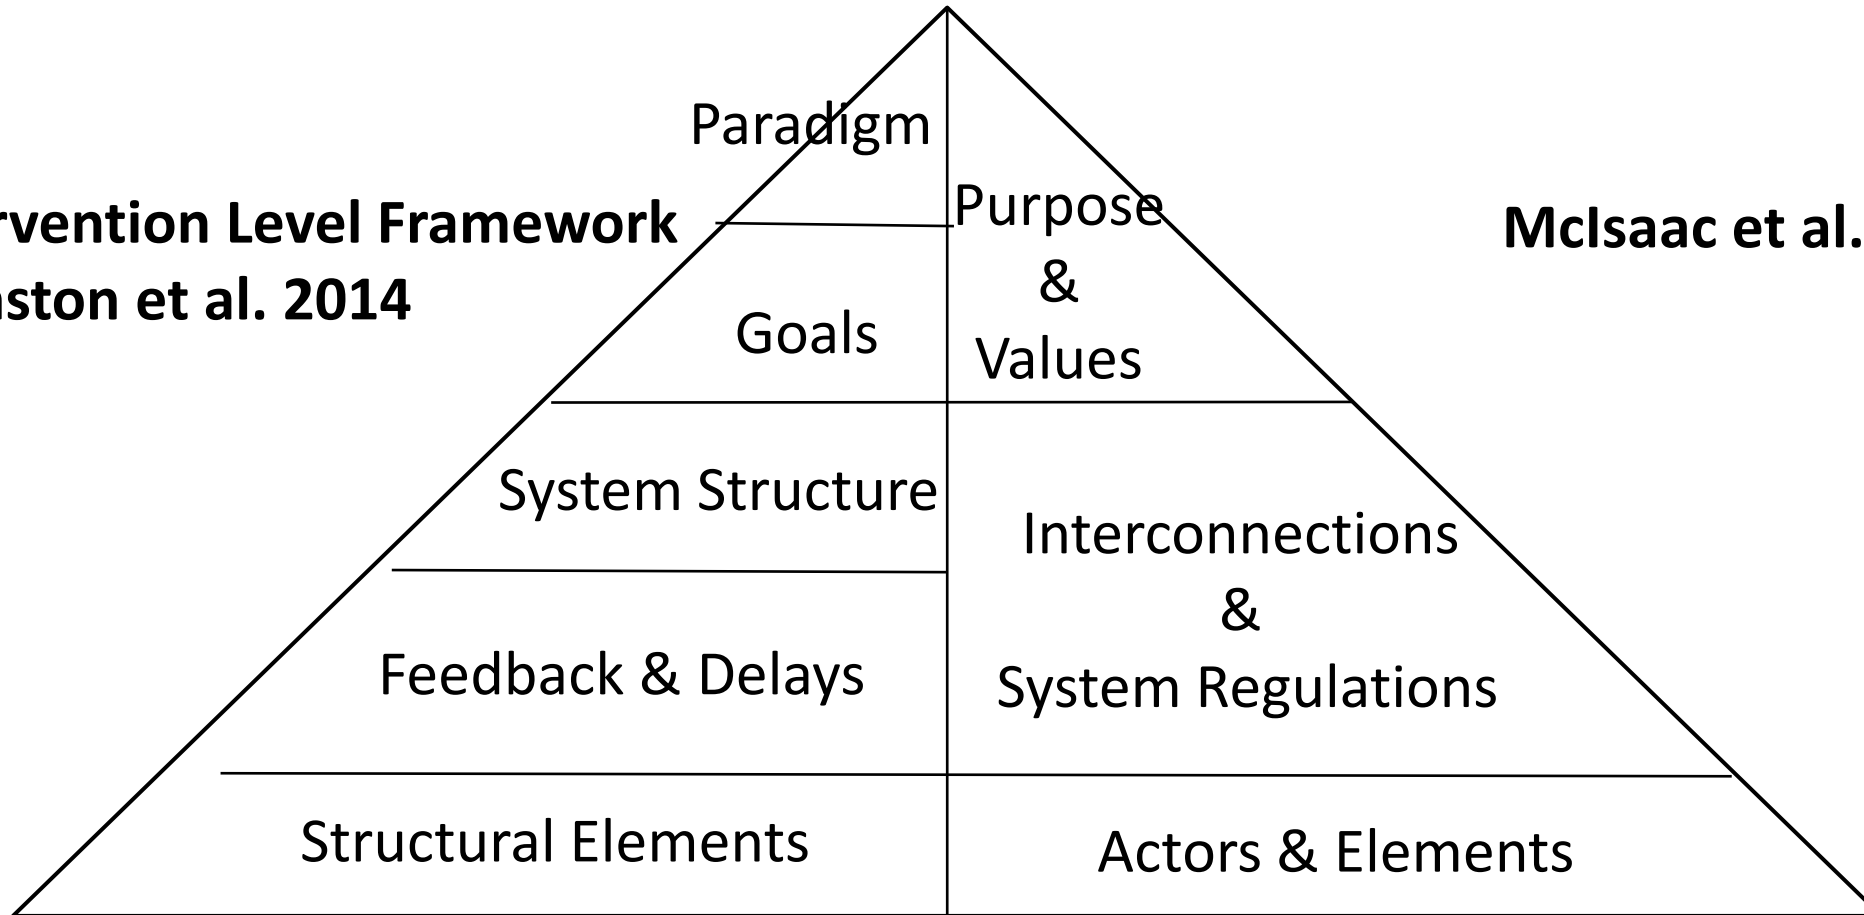 rvention Level Framework
ston et al. 2014
McIsaac et al.
Paradigm
Goals
System Structure
Feedback & Delays
Structural Elements
Purpose
&
Values
Interconnections
&
System Regulations
Actors & Elements